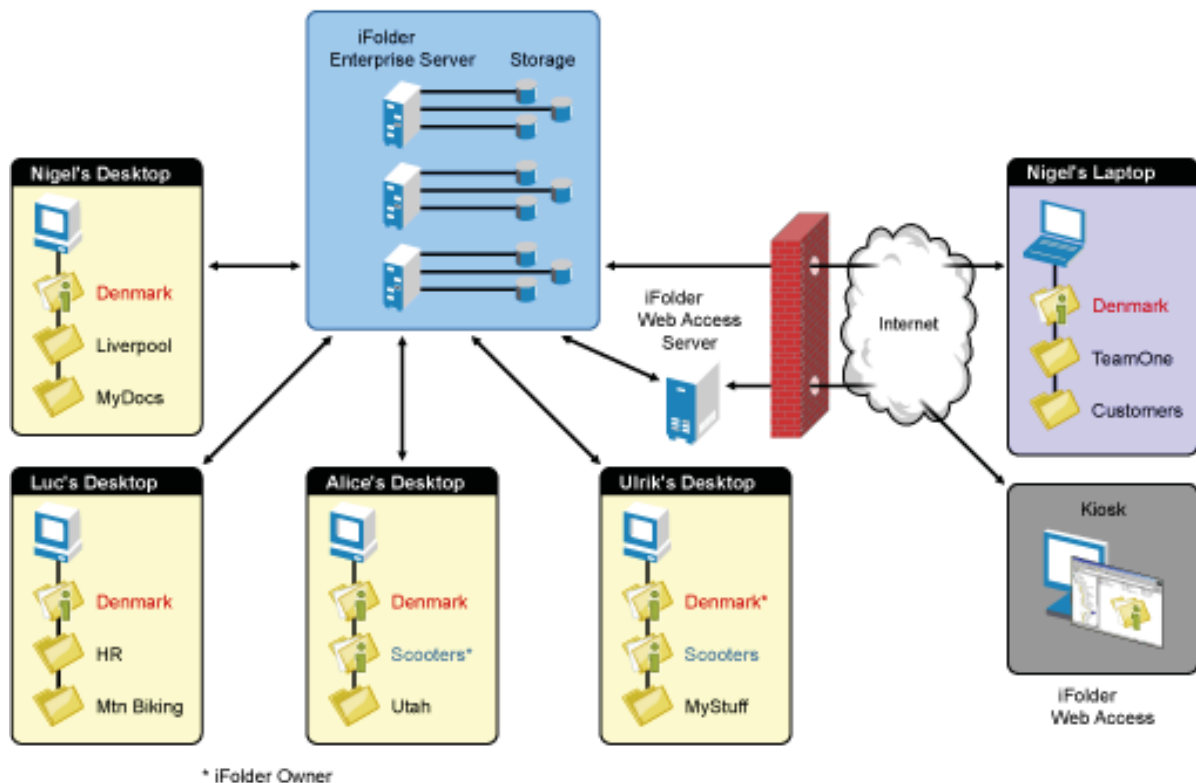 iFolder
Enterprise Server
Storage
Nigel's Desktop
Denmark
Liverpool
MyDocs
iFolder
Web Access
Server
Internet
Nigel's Laptop
Denmark
TeamOne
Customers
Luc's Desktop
Denmark
HR
Mtn Biking
Alice's Desktop
Denmark
Scooters*
Utah
Ulrik's Desktop
Denmark*
Scooters
MyStuff
Kiosk
iFolder
Web Access
* iFolder Owner